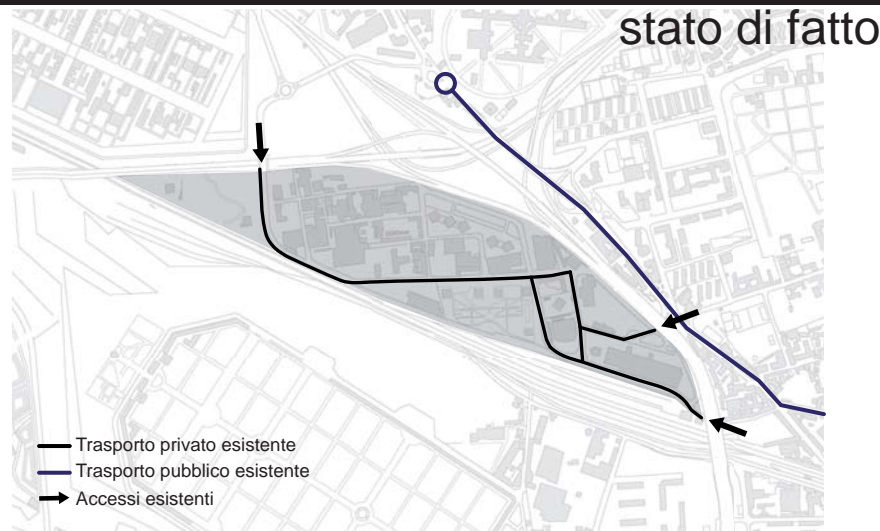 stato di fatto
Trasporto privato esistente
Trasporto pubblico esistente
Accessi esistenti